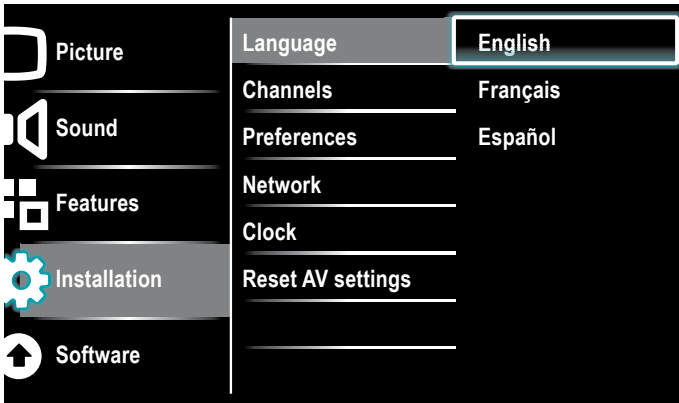 Picture
Sound
Features
Installation
Software
Language
Channels
Preferences
Network
Clock
Reset AV settings
English
Français
Español